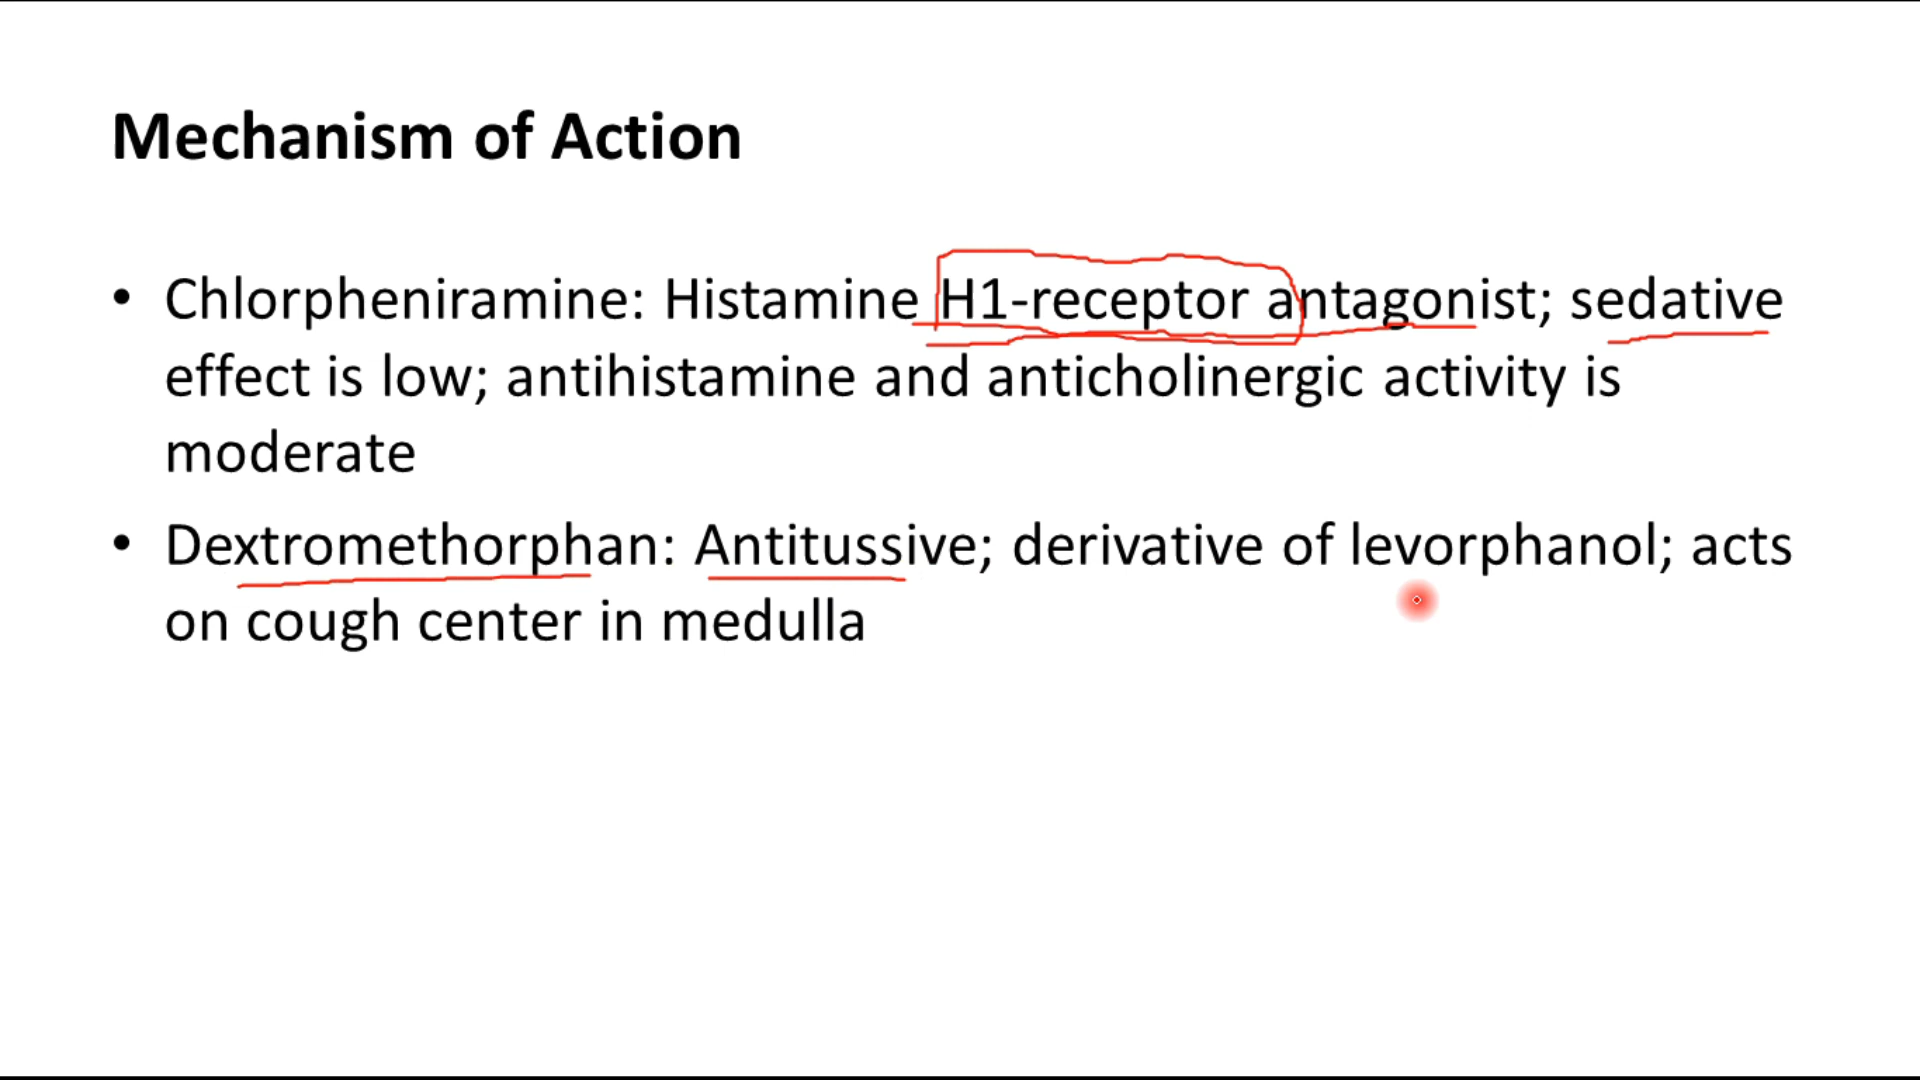 Mechanism of Action
• Chlorpheniramine: Histamine H1-receptor antagonist; sedative
effect is low; antihistamine and anticholinergic activity is
moderate
• Dextromethorphan: Antitussive; derivative of levorphanol; acts
on cough center in medulla